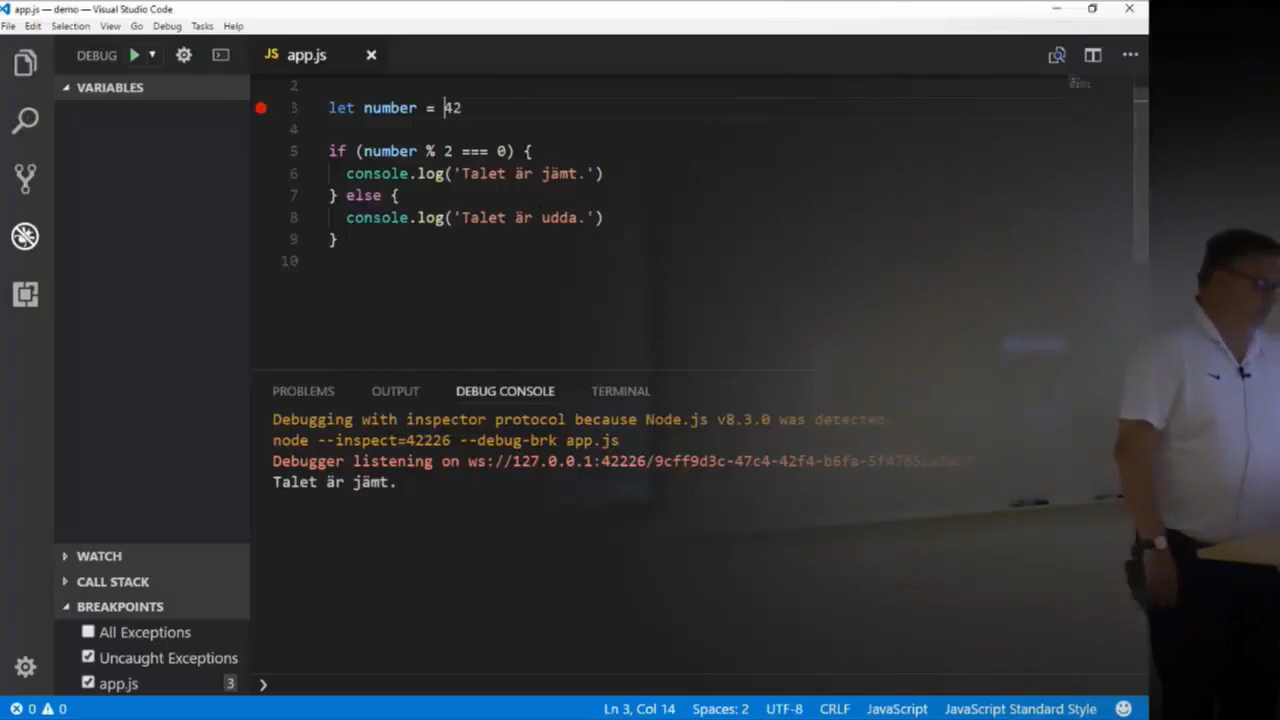 app.js — demo — Visual Studio Code
File Edit Selection View Go Debug Tasks Help
DEBUG
JS app.js
VARIABLES
2
3 let number = 42
4
5 if (number % 2 === 0) {
6 console.log('Talet är jämt.')
7 } else {
8 console.log('Talet är udda.')
9 }
10
PROBLEMS OUTPUT DEBUG CONSOLE TERMINAL
Debugging with inspector protocol because Node.js v8.3.0 was detected.
node --inspect=42226 --debug-brk app.js
Debugger listening on ws://127.0.0.1:42226/
Talet är jämt.
WATCH
CALL STACK
BREAKPOINTS
All Exceptions
Uncaught Exceptions
app.js 3
0 0 Ln 3, Col 14 Spaces: 2 UTF-8 CRLF JavaScript JavaScript Standard Style